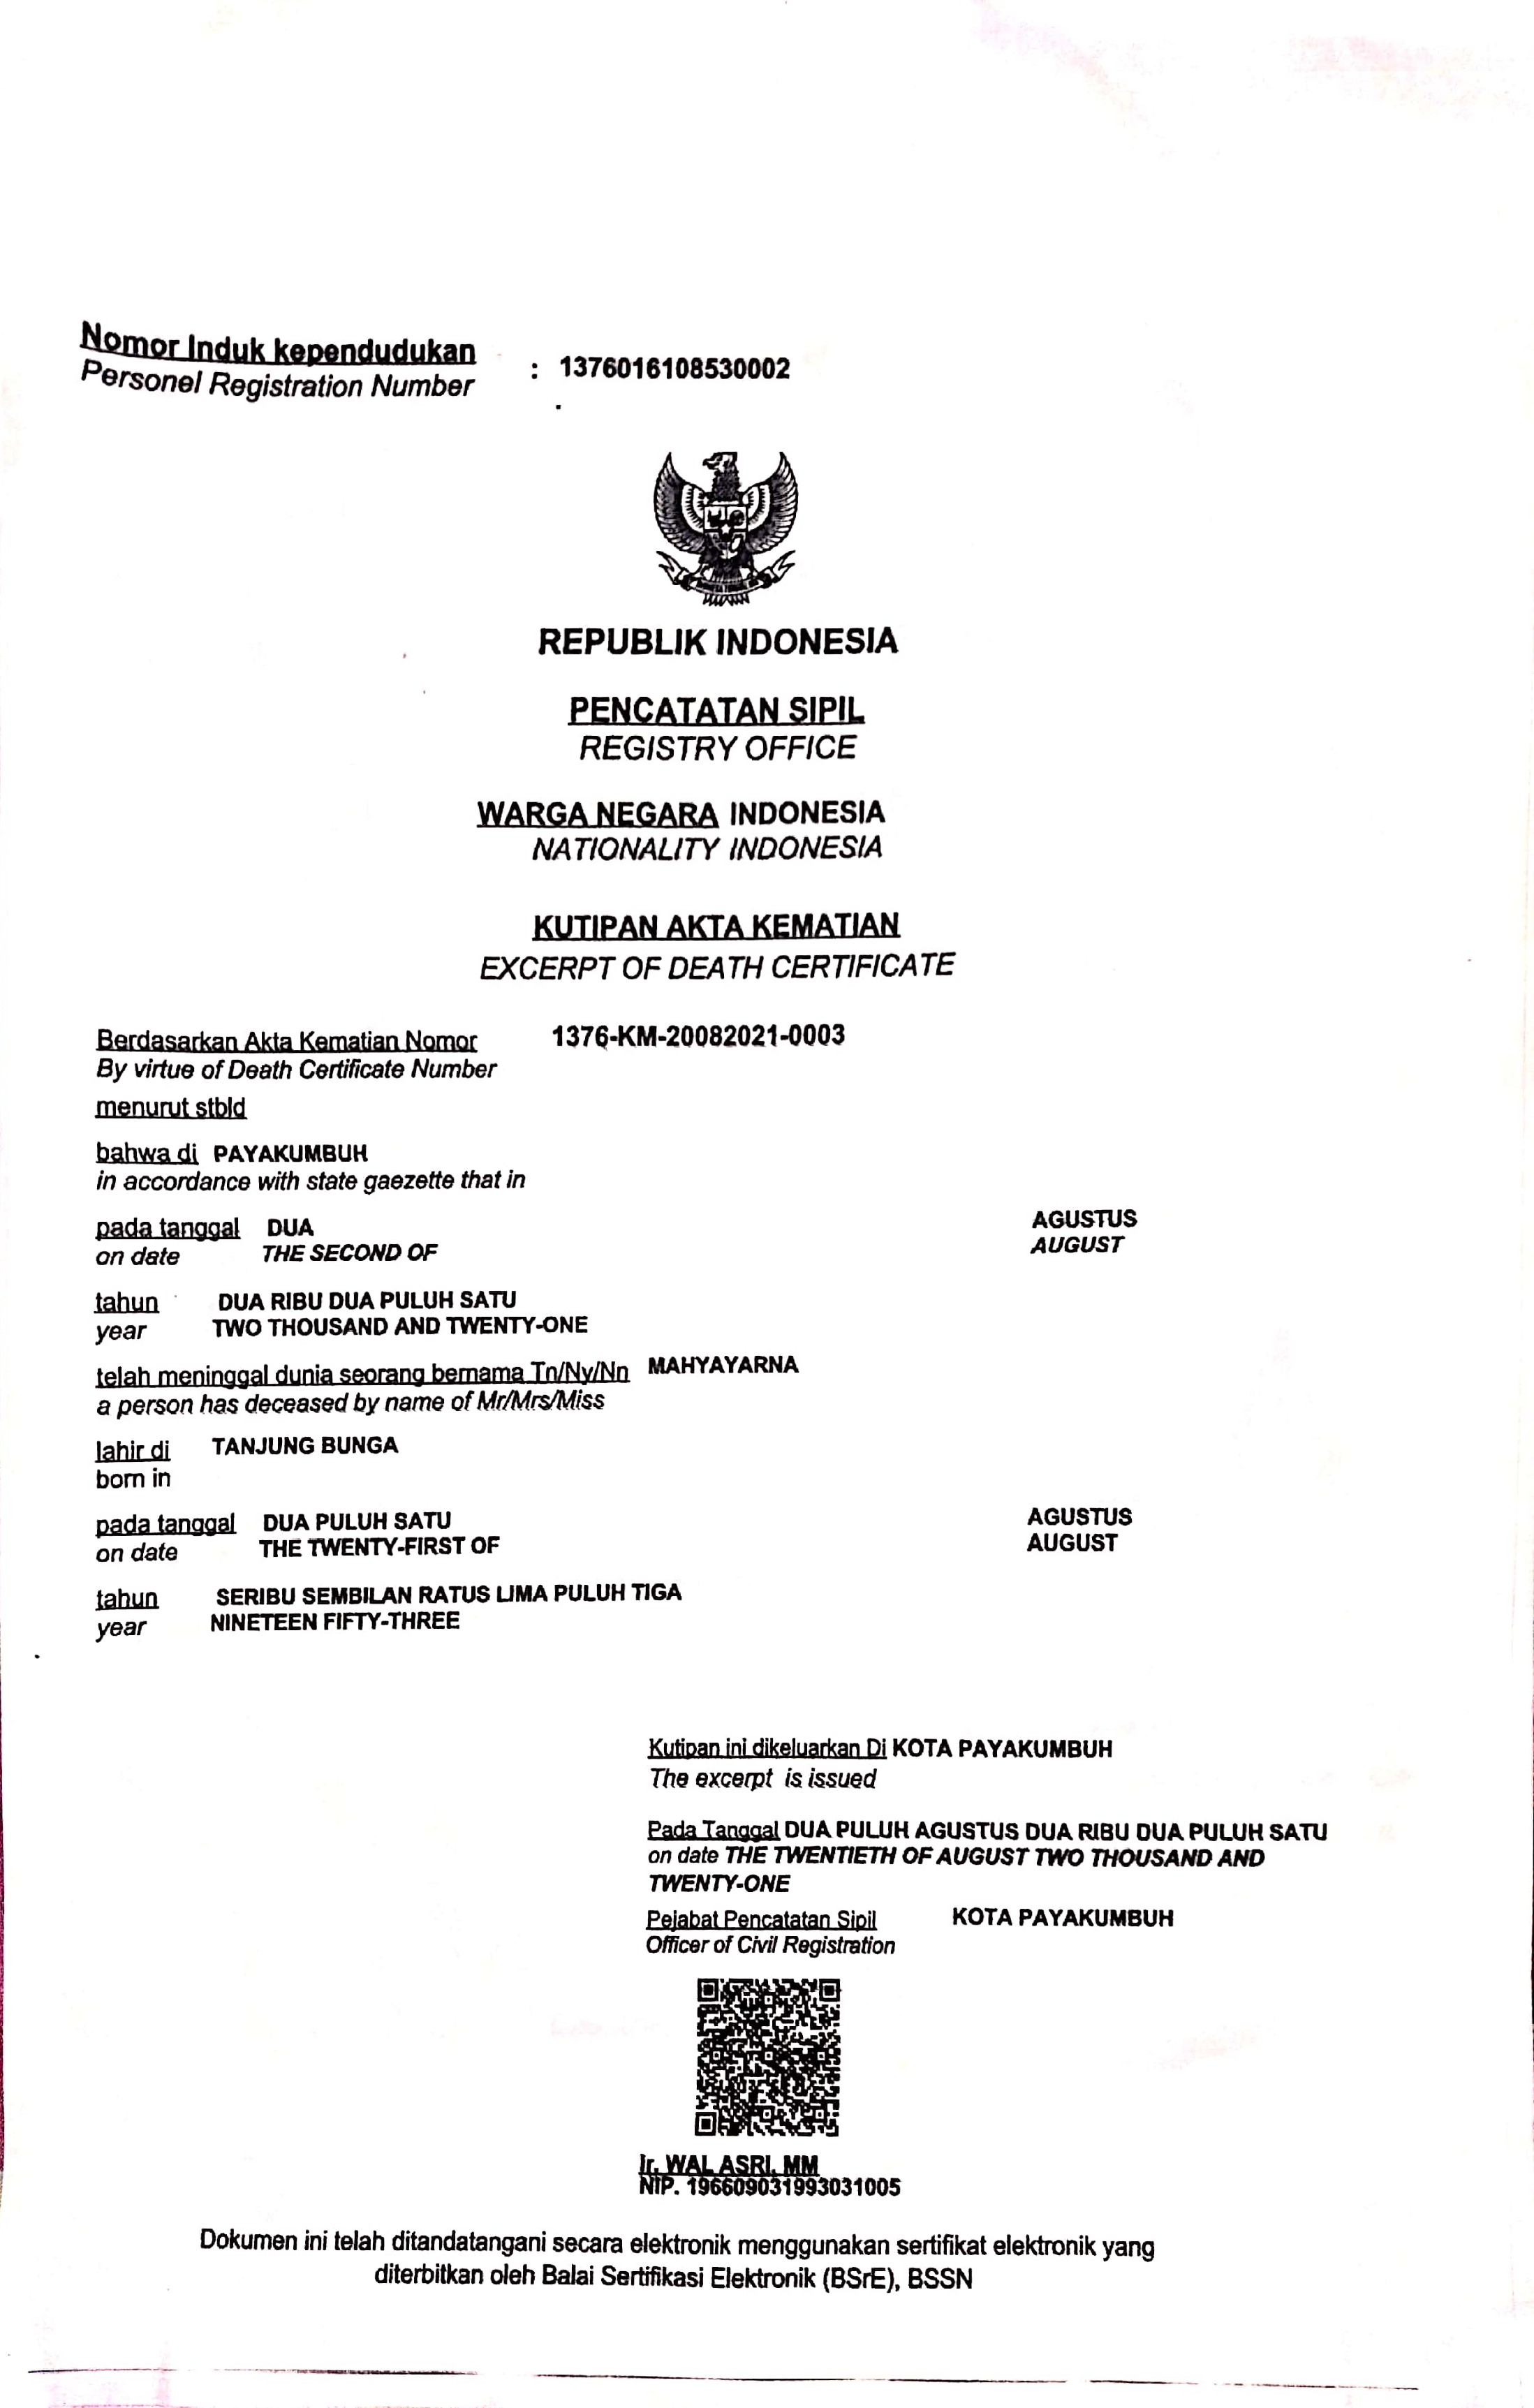 Nomor Induk kependudukan : 1376016108530002
Personel Registration Number
REPUBLIK INDONESIA
PENCATATAN SIPIL
REGISTRY OFFICE
WARGA NEGARA INDONESIA
NATIONALITY INDONESIA
KUTIPAN AKTA KEMATIAN
EXCERPT OF DEATH CERTIFICATE
Berdasarkan Akta Kematian Nomor 1376-KM-20082021-0003
By virtue of Death Certificate Number
menurut stbld
bahwa di PAYAKUMBUH
in accordance with state gaezette that in
pada tanggal DUA AGUSTUS
on date THE SECOND OF AUGUST
tahun DUA RIBU DUA PULUH SATU
year TWO THOUSAND AND TWENTY-ONE
telah meninggal dunia seorang bernama Tn/Ny/Nn MAHYAYARNA
a person has deceased by name of Mr/Mrs/Miss
lahir di TANJUNG BUNGA
born in
pada tanggal DUA PULUH SATU AGUSTUS
on date THE TWENTY-FIRST OF AUGUST
tahun SERIBU SEMBILAN RATUS LIMA PULUH TIGA
year NINETEEN FIFTY-THREE
Kutipan ini dikeluarkan Di KOTA PAYAKUMBUH
The excerpt is issued
Pada Tanggal DUA PULUH AGUSTUS DUA RIBU DUA PULUH SATU
on date THE TWENTIETH OF AUGUST TWO THOUSAND AND
TWENTY-ONE
Pejabat Pencatatan Sipil KOTA PAYAKUMBUH
Officer of Civil Registration
Ir. WAL ASRI, MM
NIP. 196609031993031005
Dokumen ini telah ditandatangani secara elektronik menggunakan sertifikat elektronik yang
diterbitkan oleh Balai Sertifikasi Elektronik (BSrE), BSSN